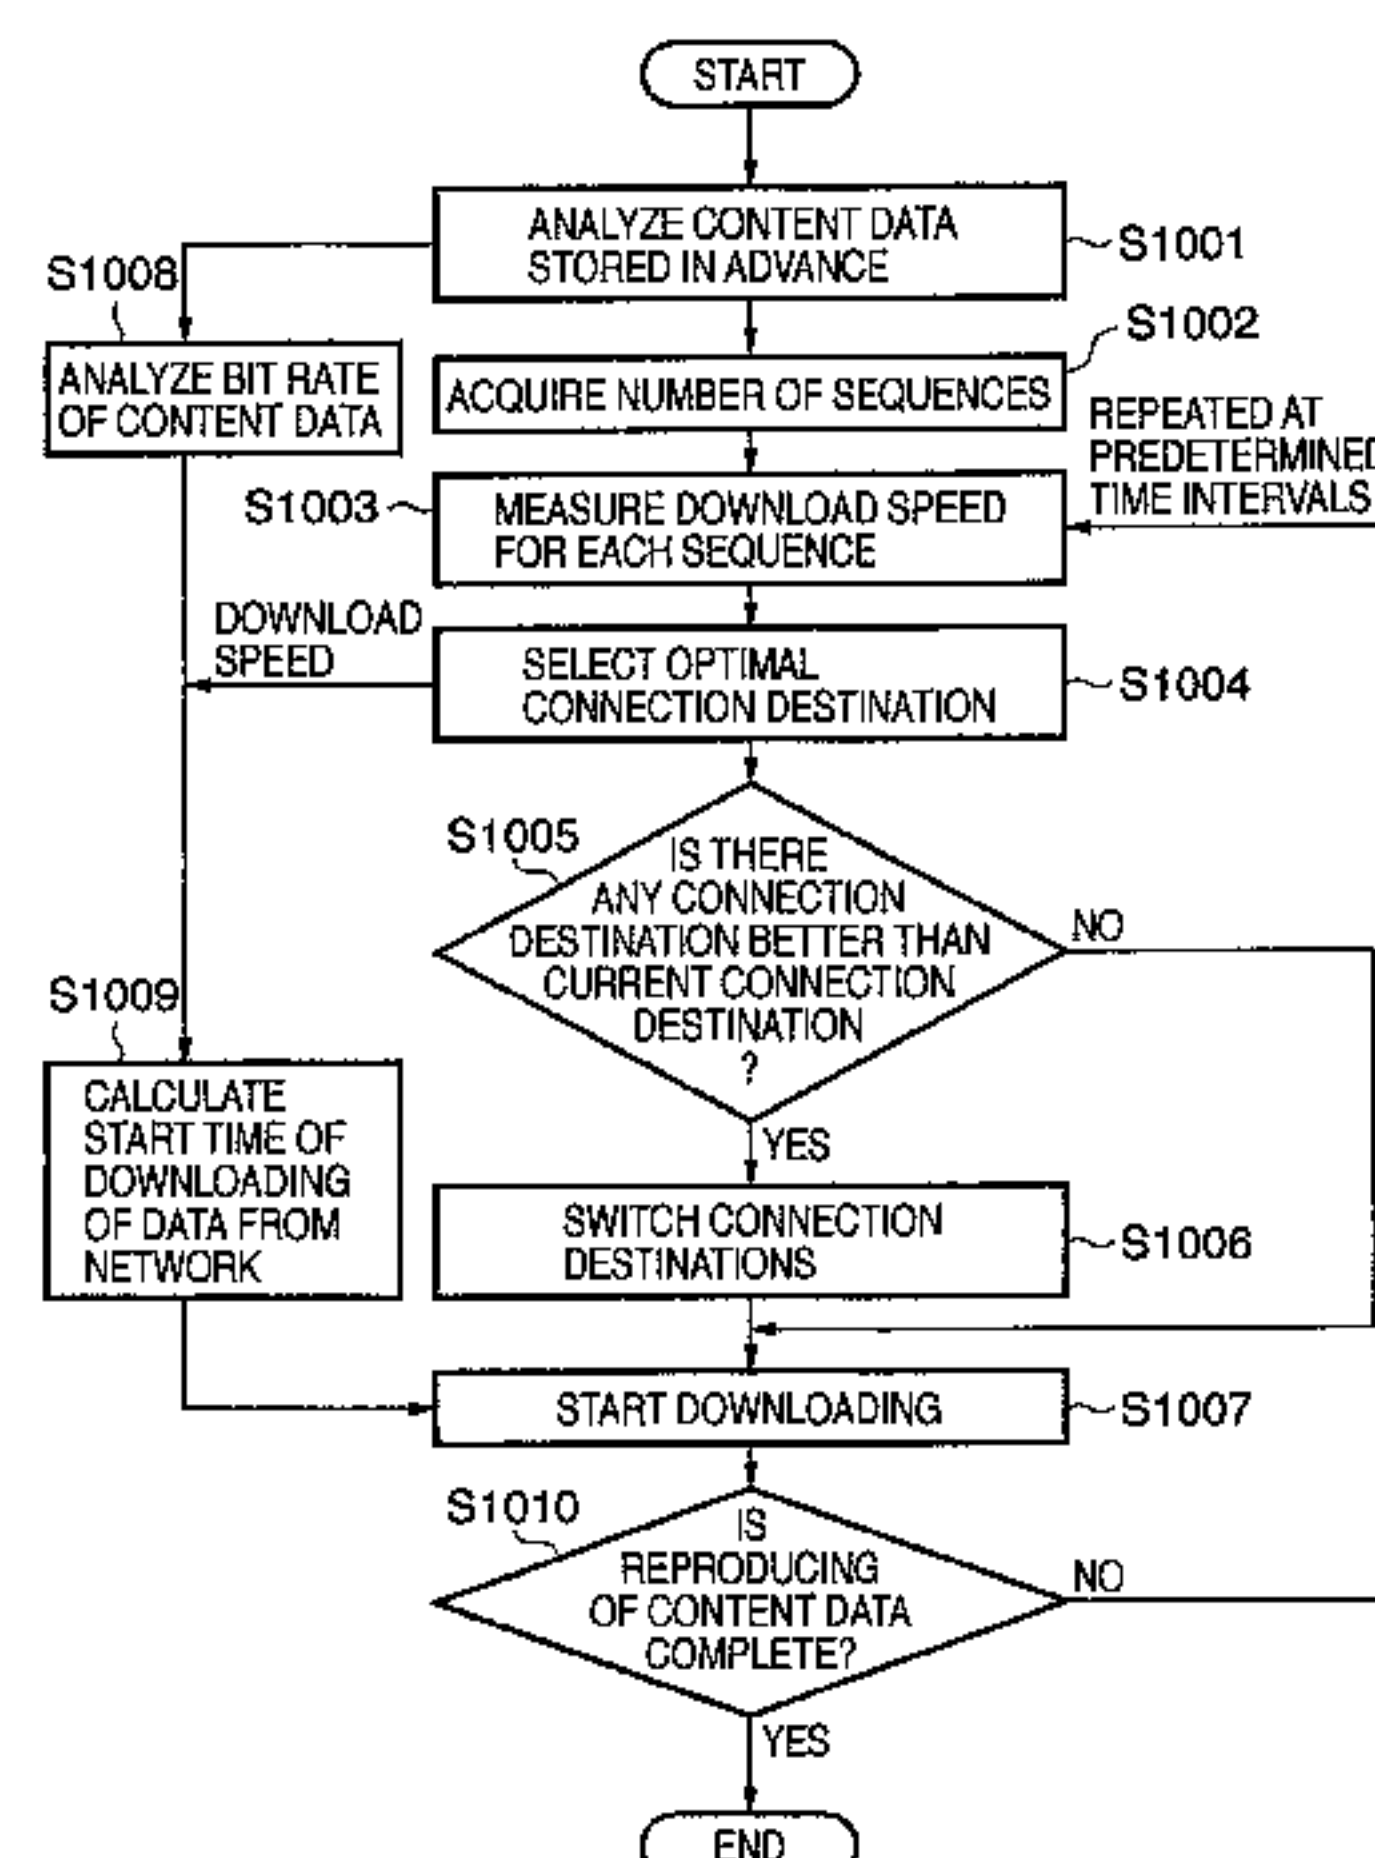 START
ANALYZE CONTENT DATA
STORED IN ADVANCE
S1001
S1008
ANALYZE BIT RATE
OF CONTENT DATA
S1002
ACQUIRE NUMBER OF SEQUENCES
REPEATED AT
PREDETERMINED
TIME INTERVALS
S1003
MEASURE DOWNLOAD SPEED
FOR EACH SEQUENCE
DOWNLOAD
SPEED
SELECT OPTIMAL
CONNECTION DESTINATION
S1004
S1005
IS THERE
ANY CONNECTION
DESTINATION BETTER THAN
CURRENT CONNECTION
DESTINATION
?
NO
YES
S1009
CALCULATE
START TIME OF
DOWNLOADING
OF DATA FROM
NETWORK
SWITCH CONNECTION
DESTINATIONS
S1006
START DOWNLOADING
S1007
S1010
IS
REPRODUCING
OF CONTENT DATA
COMPLETE?
NO
YES
END